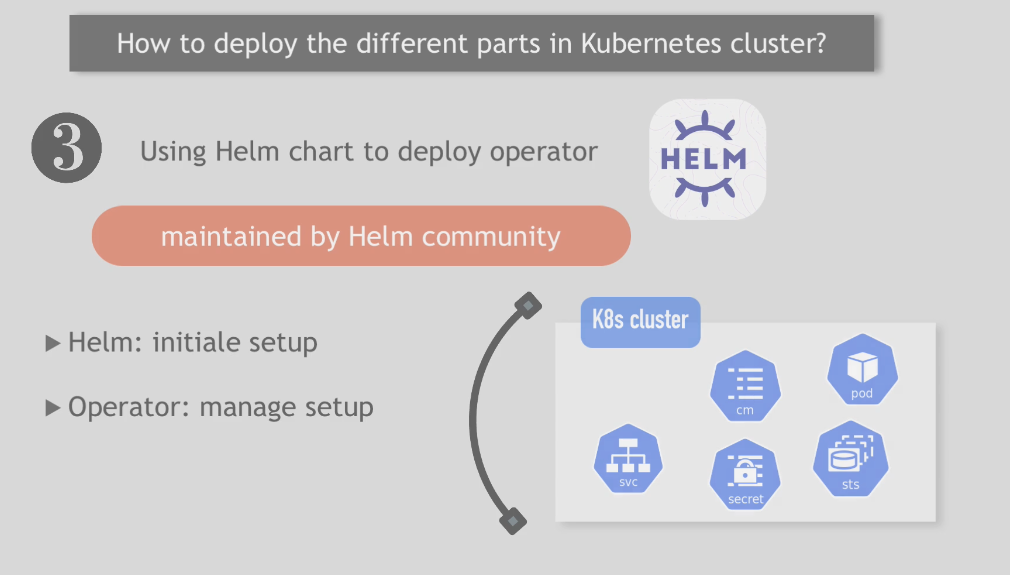 How to deploy the different parts in Kubernetes cluster?
3
Using Helm chart to deploy operator
HELM
maintained by Helm community
Helm: initiale setup
Operator: manage setup
K8s cluster
pod
cm
svc
secret
sts